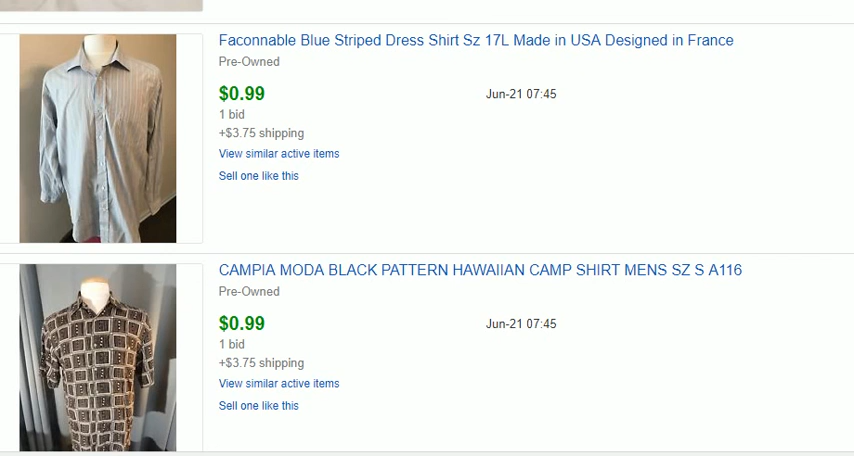 Faconnable Blue Striped Dress Shirt Sz 17L Made in USA Designed in France
Pre-Owned
$0.99
Jun-21 07:45
1 bid
+$3.75 shipping
View similar active items
Sell one like this
CAMPIA MODA BLACK PATTERN HAWAIIAN CAMP SHIRT MENS SZ S A116
Pre-Owned
$0.99
Jun-21 07:45
1 bid
+$3.75 shipping
View similar active items
Sell one like this